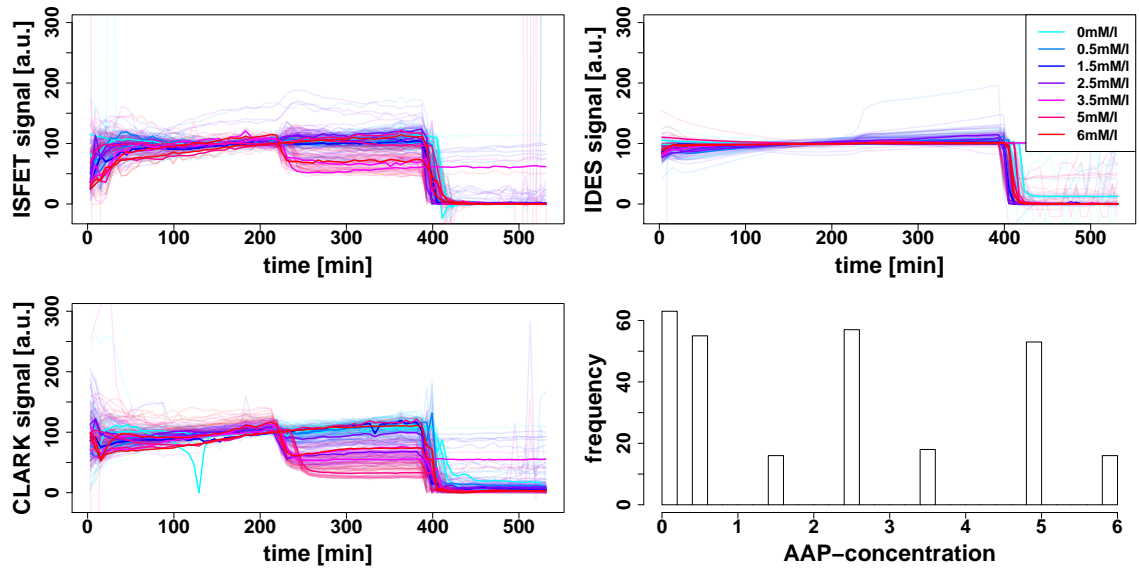 ISFET signal [a.u.]
0 100 200 300
0 100 200 300 400 500
time [min]
IDES signal [a.u.]
0 100 200 300
0 100 200 300 400 500
time [min]
0mM/l
0.5mM/l
1.5mM/l
2.5mM/l
3.5mM/l
5mM/l
6mM/l
CLARK signal [a.u.]
0 100 200 300
0 100 200 300 400 500
time [min]
frequency
0 20 40 60
0 1 2 3 4 5 6
AAP−concentration